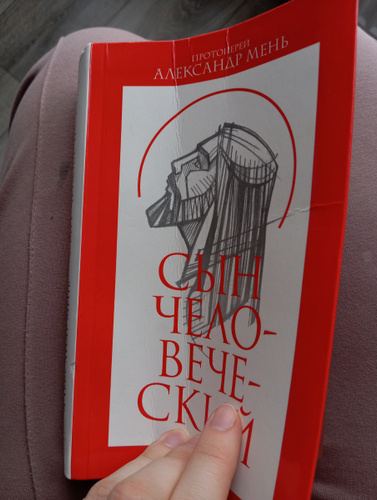 ПРОТОИЕРЕЙ
АЛЕКСАНДР МЕНЬ
СЫН
ЧЕЛО-
ВЕЧЕ-
СКИЙ